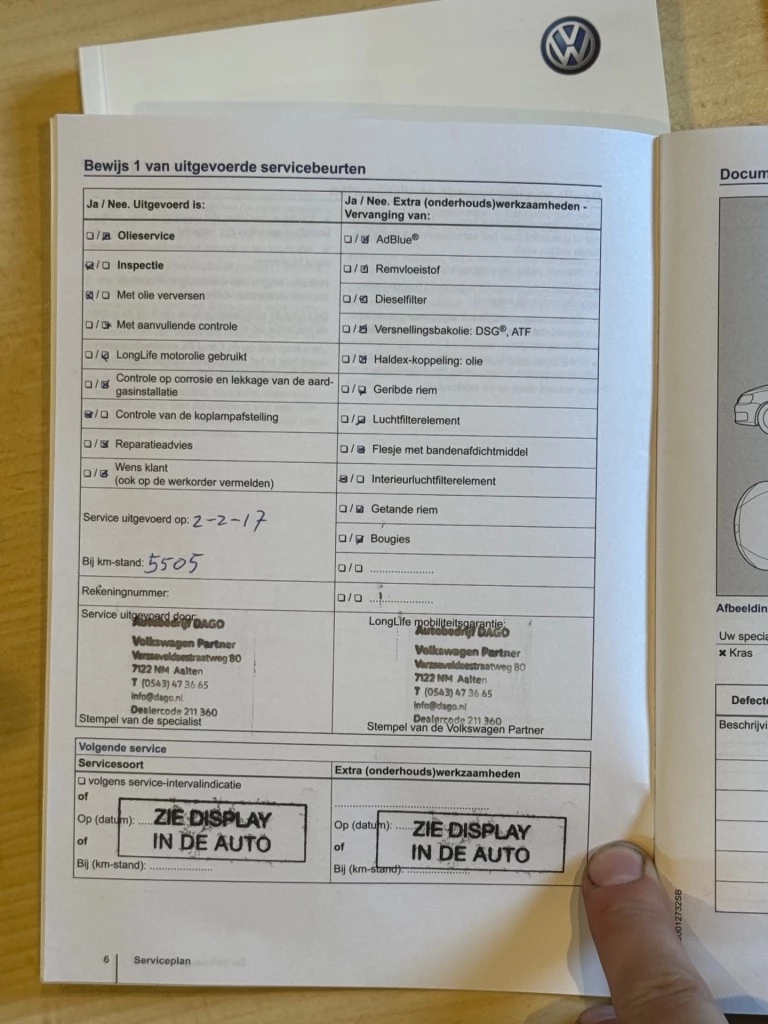 Bewijs 1 van uitgevoerde servicebeurten
Ja / Nee. Uitgevoerd is:
☐ / ☒ Olieservice
☒ / ☐ Inspectie
☒ / ☐ Met olie verversen
☐ / ☒ Met aanvullende controle
☐ / ☒ LongLife motorolie gebruikt
☐ / ☒ Controle op corrosie en lekkage van de aard-
gasinstallatie
☒ / ☐ Controle van de koplampafstelling
☐ / ☒ Reparatieadvies
☐ / ☒ Wens klant
(ook op de werkorder vermelden)
Service uitgevoerd op: 2-2-17
Bij km-stand: 5505
Rekeningnummer:
Ja / Nee. Extra (onderhouds)werkzaamheden -
Vervanging van:
☐ / ☒ AdBlue®
☐ / ☒ Remvloeistof
☐ / ☒ Dieselfilter
☐ / ☒ Versnellingsbakolie: DSG®, ATF
☐ / ☒ Haldex-koppeling: olie
☐ / ☒ Geribde riem
☐ / ☒ Luchtfilterelement
☐ / ☒ Flesje met bandenafdichtmiddel
☒ / ☐ Interieurluchtfilterelement
☐ / ☒ Getande riem
☐ / ☒ Bougies
☐ / ☐ ....................
☐ / ☐ ....................
Service uitgevoerd door:
Autobedrijf DAGO
Volkswagen Partner
Varsseveldsestraatweg 80
7122 NM Aalten
T (0543) 47 36 65
info@dago.nl
Dealercode 211 360
Stempel van de specialist
LongLife mobiliteitsgarantie:
Autobedrijf DAGO
Volkswagen Partner
Varsseveldsestraatweg 80
7122 NM Aalten
T (0543) 47 36 65
info@dago.nl
Dealercode 211 360
Stempel van de Volkswagen Partner
Volgende service
Servicesoort
☐ volgens service-intervalindicatie
of
Op (datum): ......
ZIE DISPLAY
IN DE AUTO
of
Bij (km-stand): ....................
Extra (onderhouds)werkzaamheden
..................................................
Op (datum): ......
ZIE DISPLAY
IN DE AUTO
of
Bij (km-stand): ....................
6 Serviceplan
Docum
Afbeeldin
Uw specia
× Kras
Defecte
Beschrijvi